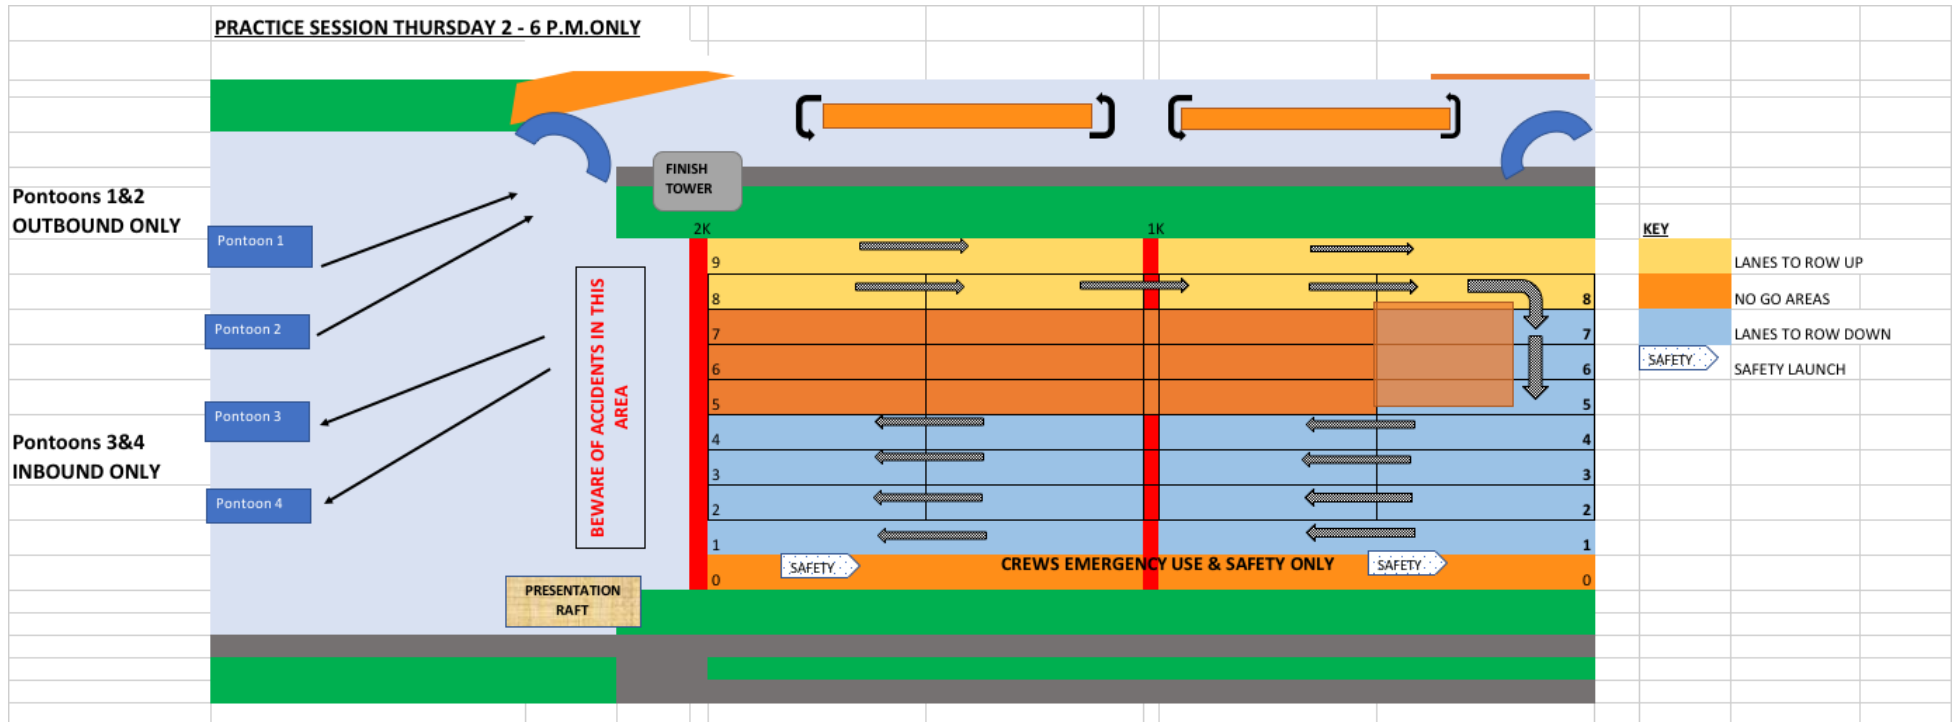 PRACTICE SESSION THURSDAY 2 - 6 P.M.ONLY
FINISH
TOWER
Pontoons 1&2
OUTBOUND ONLY
Pontoon 1
Pontoon 2
Pontoon 3
Pontoons 3&4
INBOUND ONLY
Pontoon 4
BEWARE OF ACCIDENTS IN THIS
AREA
PRESENTATION
RAFT
2K
1K
9
8
8
7
7
6
6
5
5
4
4
3
3
2
2
1
1
SAFETY
CREWS EMERGENCY USE & SAFETY ONLY
SAFETY
0
0
KEY
LANES TO ROW UP
NO GO AREAS
LANES TO ROW DOWN
SAFETY
SAFETY LAUNCH